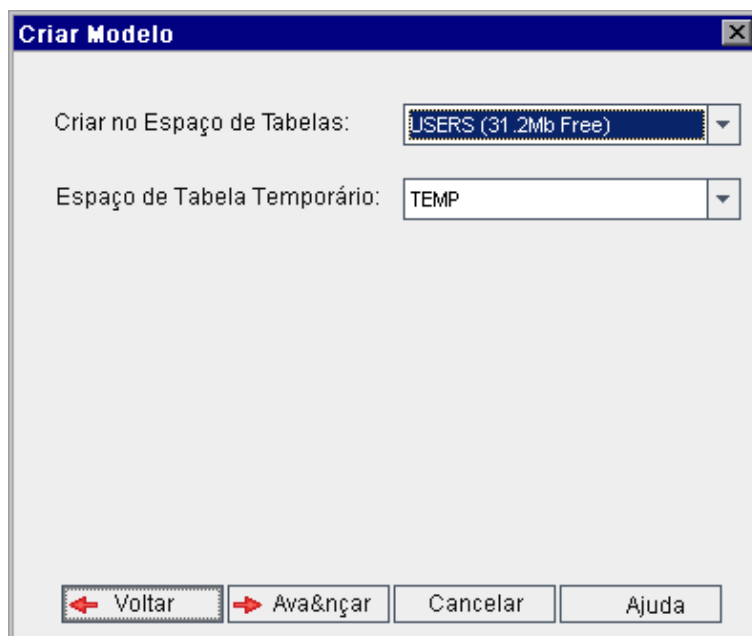 Criar Modelo
Criar no Espaço de Tabelas: USERS (31.2Mb Free)
Espaço de Tabela Temporário: TEMP
Voltar Ava&nçar Cancelar Ajuda